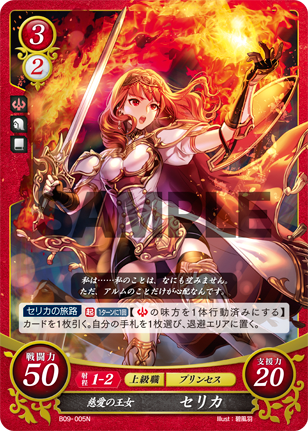 3
2
SAMPLE
私は……私のことは、なにも望みません。
ただ、アルムのことだけが心配なんです。
セリカの旅路 起 1ターンに1回 【の味方を1体行動済みにする】
カードを1枚引く。自分の手札を1枚選び、退避エリアに置く。
戦闘力
50
射程 1-2 上級職 プリンセス
支援力
20
慈愛の王女 セリカ
B09-005N
Illust：碧風羽